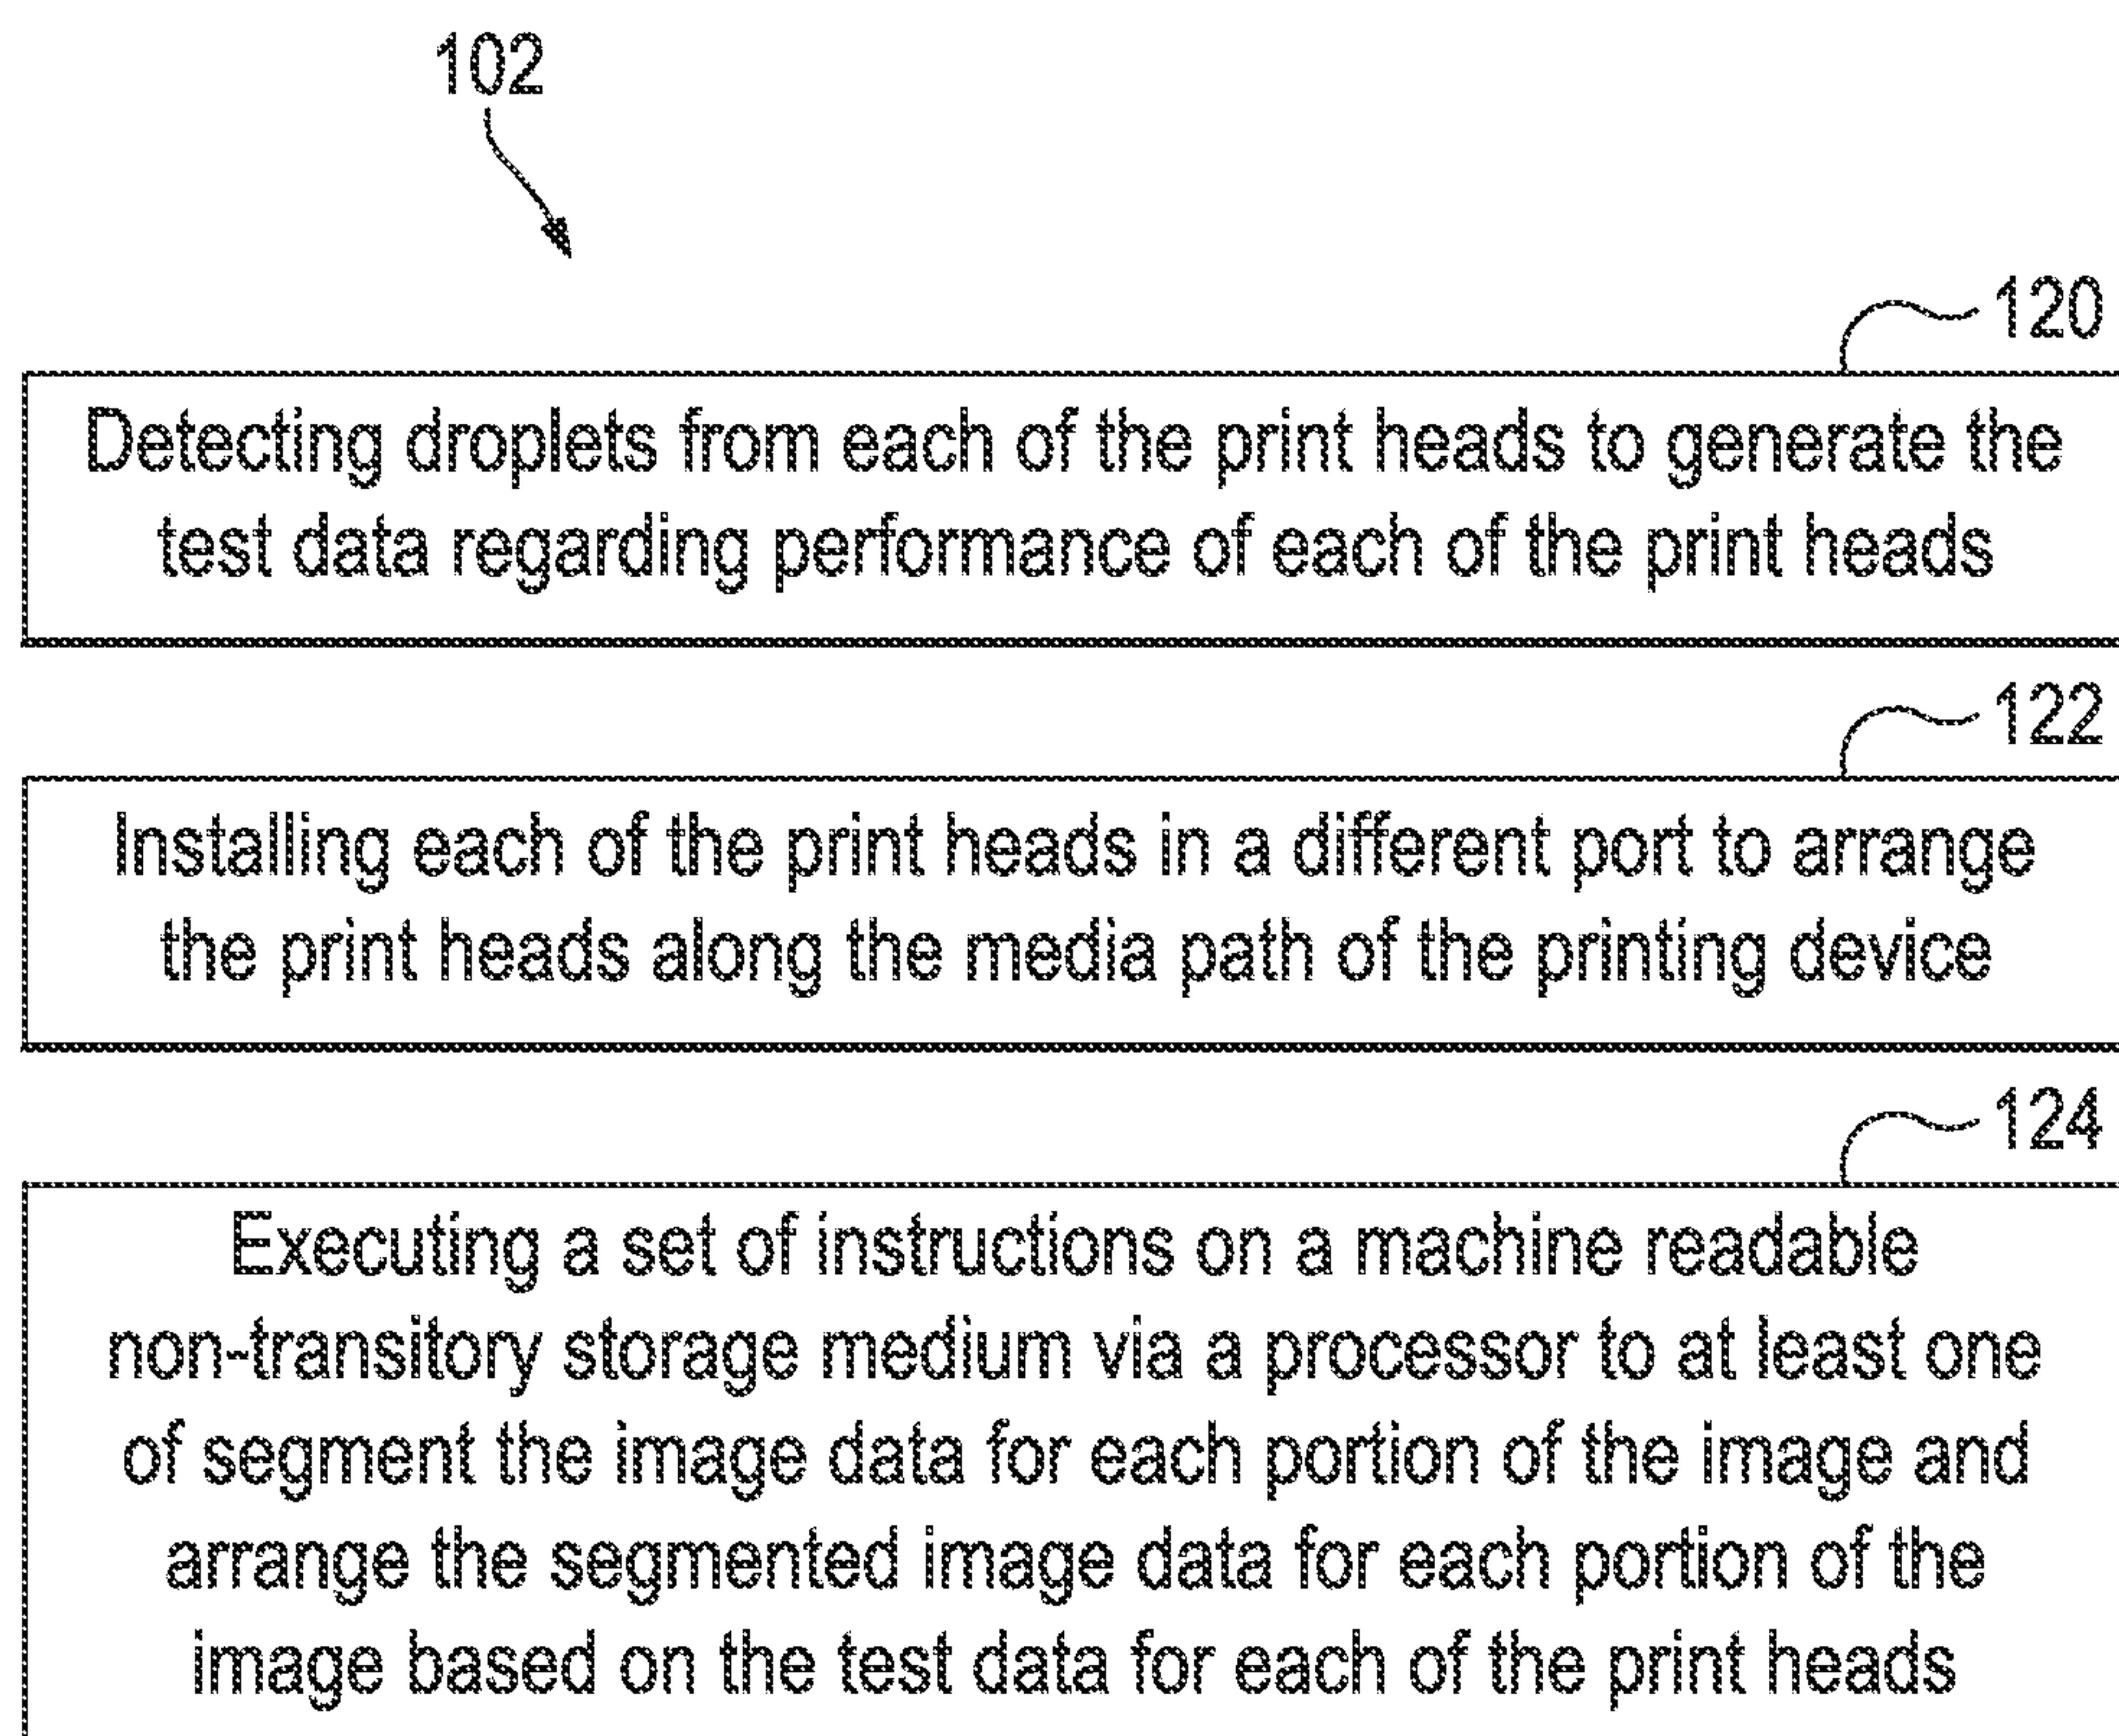 102
120
Detecting droplets from each of the print heads to generate the
test data regarding performance of each of the print heads
122
Installing each of the print heads in a different port to arrange
the print heads along the media path of the printing device
124
Executing a set of instructions on a machine readable
non-transitory storage medium via a processor to at least one
of segment the image data for each portion of the image and
arrange the segmented image data for each portion of the
image based on the test data for each of the print heads